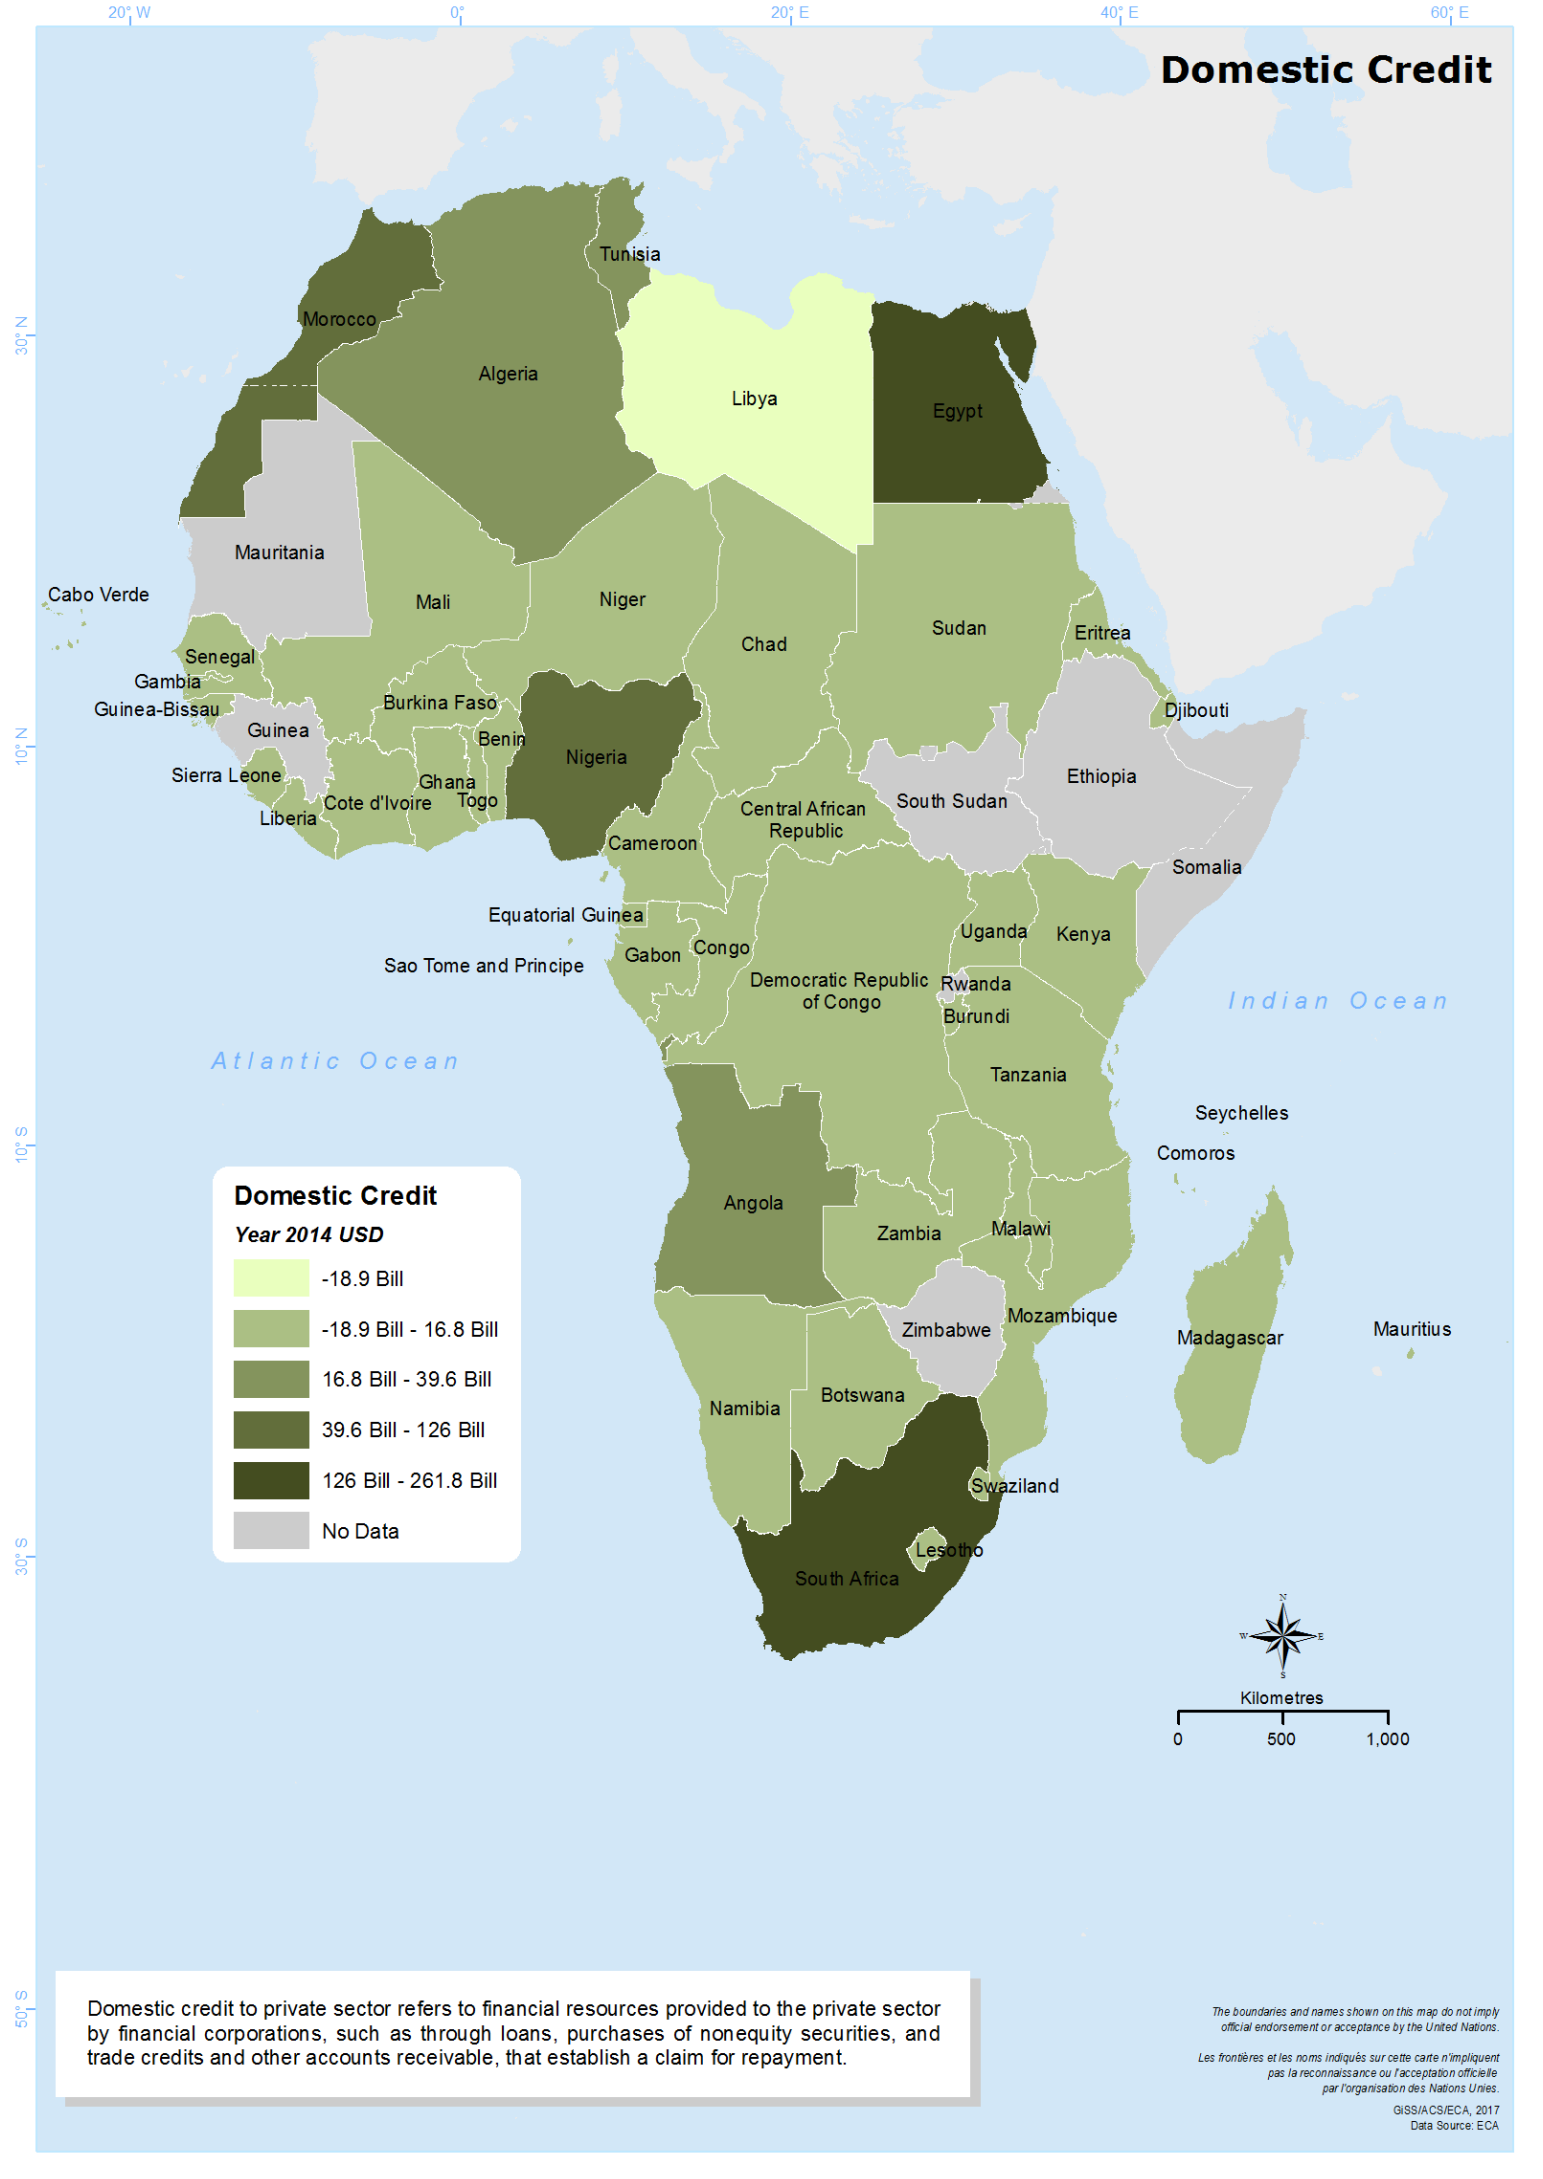 20° W
0°
20° E
40° E
60° E
Domestic Credit
30° N
10° N
10° S
30° S
50° S
Tunisia
Morocco
Algeria
Libya
Egypt
Mauritania
Cabo Verde
Mali
Niger
Chad
Sudan
Eritrea
Senegal
Gambia
Guinea-Bissau
Burkina Faso
Djibouti
Guinea
Benin
Nigeria
Sierra Leone
Ghana
Ethiopia
Cote d'Ivoire
Togo
South Sudan
Central African
Republic
Liberia
Cameroon
Somalia
Equatorial Guinea
Uganda
Kenya
Gabon
Congo
Sao Tome and Principe
Democratic Republic
of Congo
Rwanda
Burundi
Indian Ocean
Atlantic Ocean
Tanzania
Seychelles
Comoros
Angola
Zambia
Malawi
Mozambique
Zimbabwe
Madagascar
Mauritius
Botswana
Namibia
Swaziland
Lesotho
South Africa
Domestic Credit
Year 2014 USD
-18.9 Bill
-18.9 Bill - 16.8 Bill
16.8 Bill - 39.6 Bill
39.6 Bill - 126 Bill
126 Bill - 261.8 Bill
No Data
N
W
E
S
Kilometres
0 500 1,000
Domestic credit to private sector refers to financial resources provided to the private sector
by financial corporations, such as through loans, purchases of nonequity securities, and
trade credits and other accounts receivable, that establish a claim for repayment.
The boundaries and names shown on this map do not imply
official endorsement or acceptance by the United Nations.
Les frontières et les noms indiqués sur cette carte n'impliquent
pas la reconnaissance ou l'acceptation officielle
par l'organisation des Nations Unies.
GiSS/ACS/ECA, 2017
Data Source: ECA